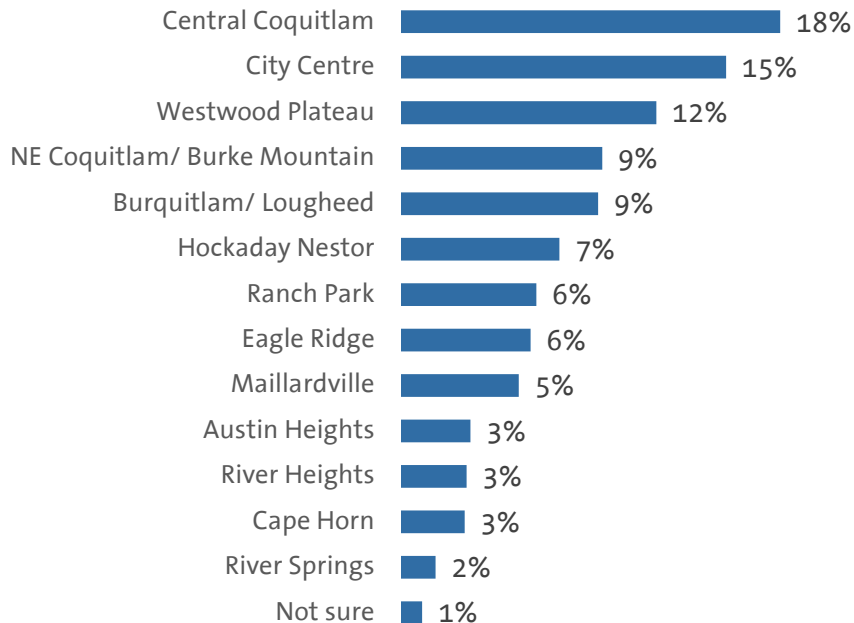 Central Coquitlam 18%
City Centre 15%
Westwood Plateau 12%
NE Coquitlam/ Burke Mountain 9%
Burquitlam/ Lougheed 9%
Hockaday Nestor 7%
Ranch Park 6%
Eagle Ridge 6%
Maillardville 5%
Austin Heights 3%
River Heights 3%
Cape Horn 3%
River Springs 2%
Not sure 1%